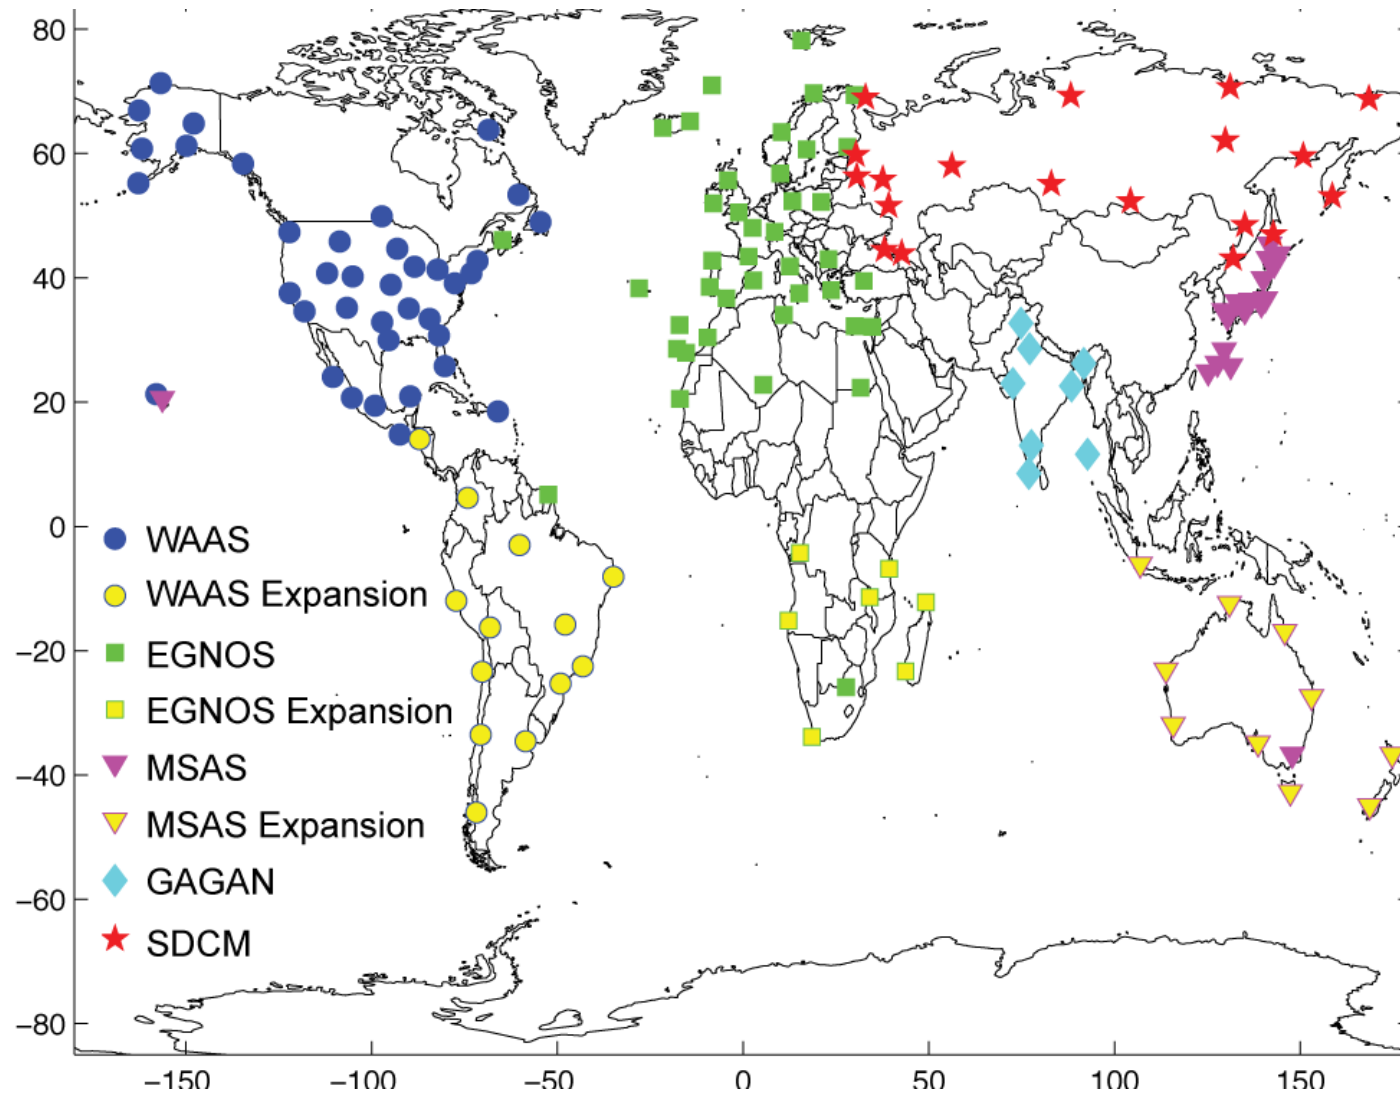 80
60
40
20
0
−20
−40
−60
−80
WAAS
WAAS Expansion
EGNOS
EGNOS Expansion
MSAS
MSAS Expansion
GAGAN
SDCM
−150 −100 −50 0 50 100 150